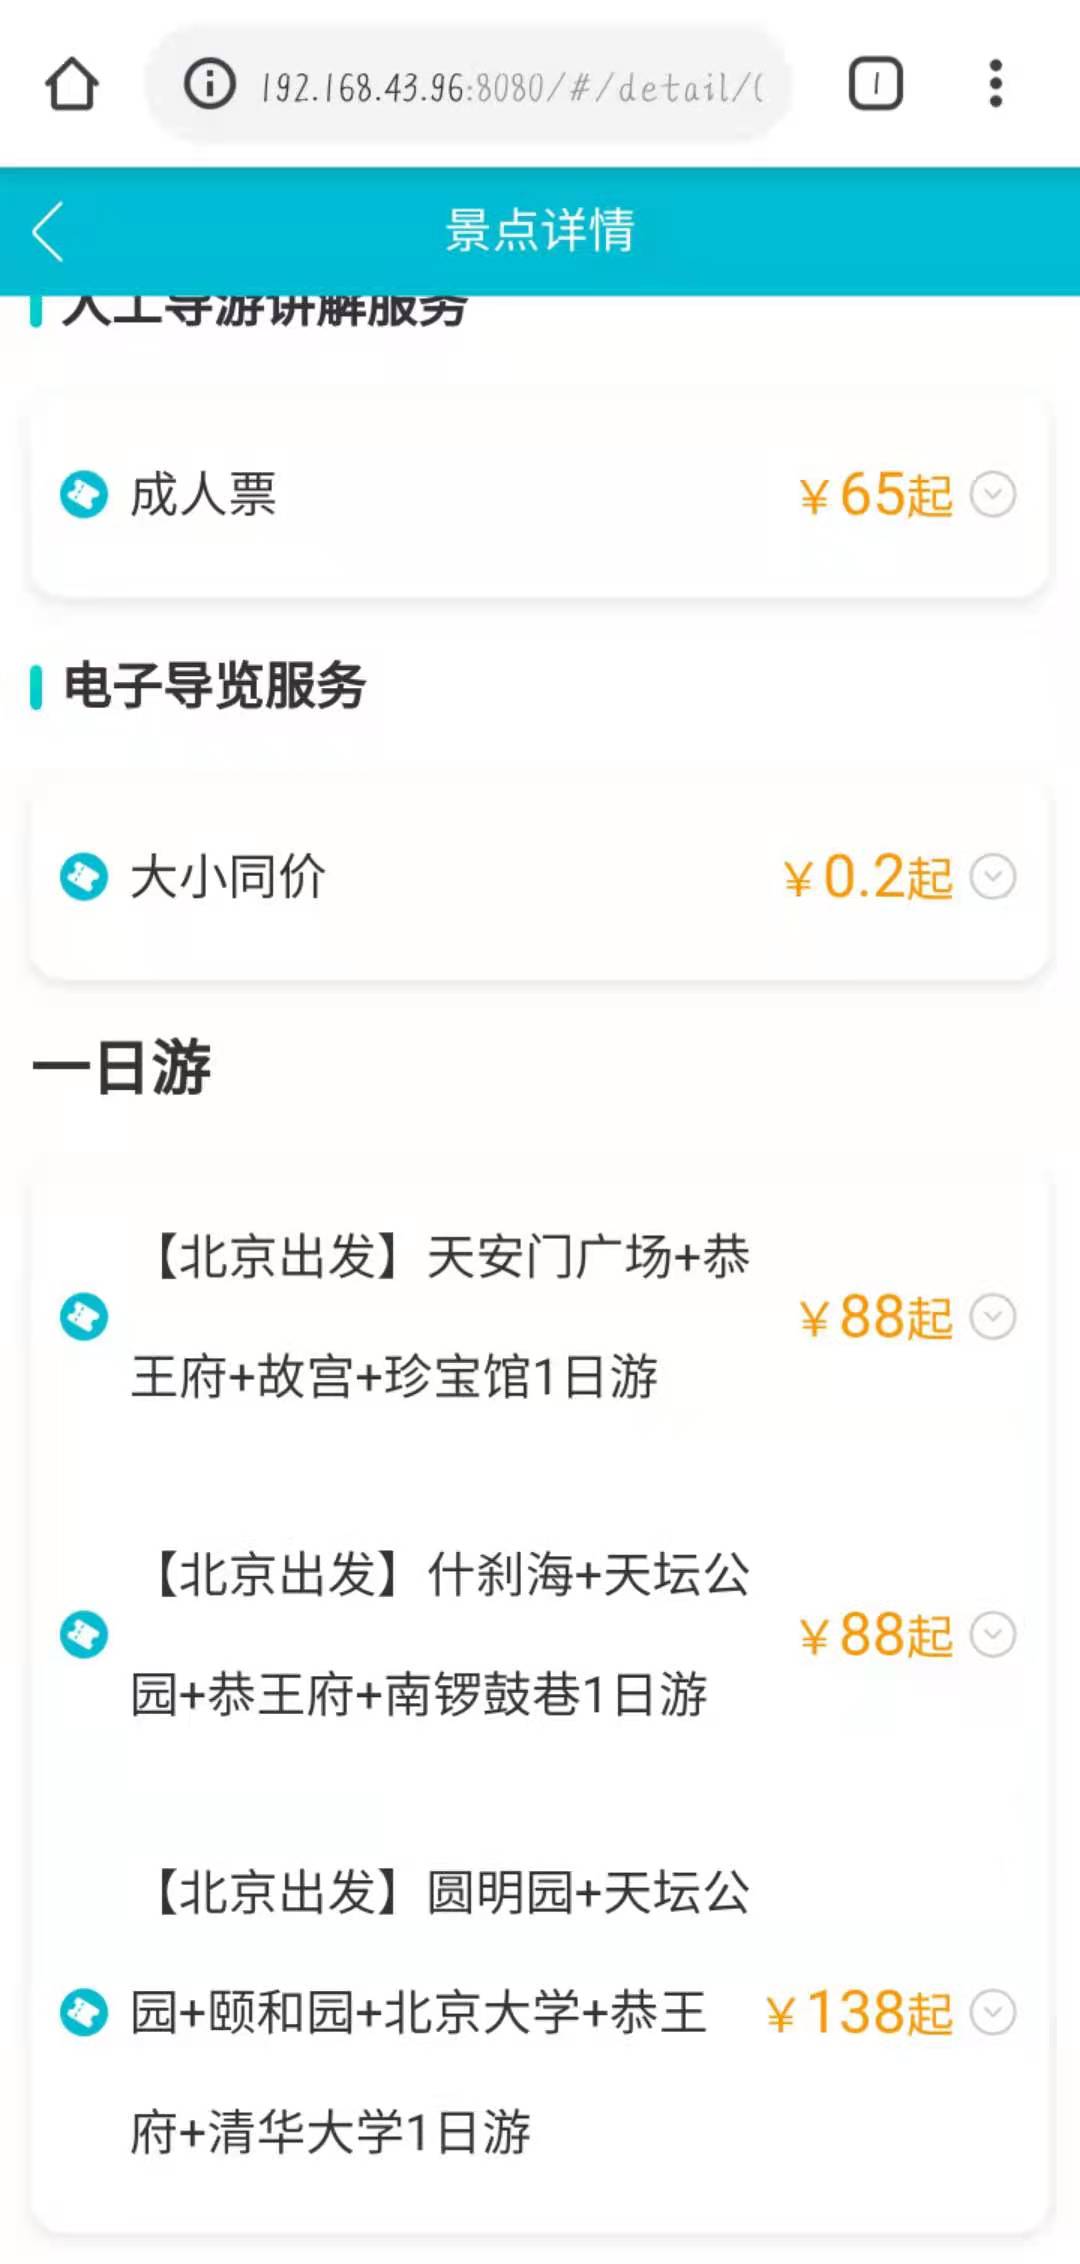 192.168.43.96:8080/#/detail/(
1
景点详情
人工导游讲解服务
成人票
¥65起
电子导览服务
大小同价
¥0.2起
一日游
【北京出发】天安门广场+恭
王府+故宫+珍宝馆1日游
¥88起
【北京出发】什刹海+天坛公
园+恭王府+南锣鼓巷1日游
¥88起
【北京出发】圆明园+天坛公
园+颐和园+北京大学+恭王
府+清华大学1日游
¥138起